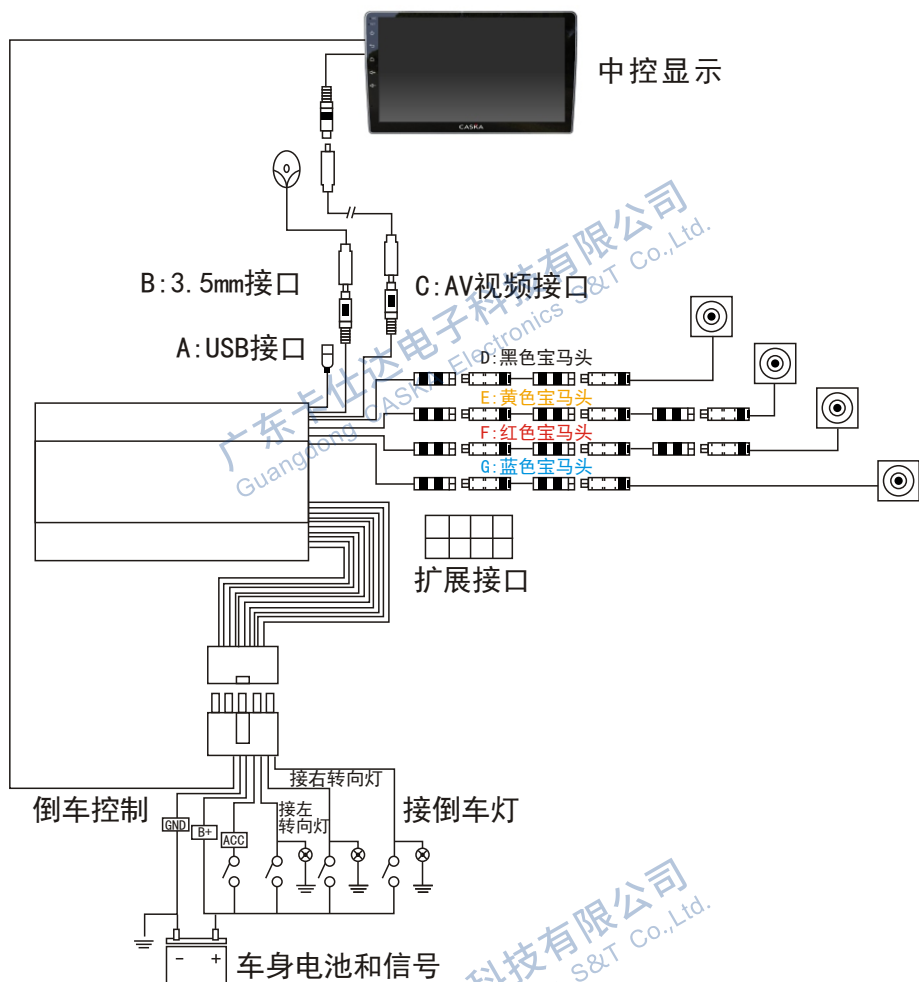 CASKA
中控显示
B:3.5mm接口
C:AV视频接口
A:USB接口
D:黑色宝马头
E:黄色宝马头
F:红色宝马头
G:蓝色宝马头
广东卡仕达电子科技有限公司
Guangdong CASKA Electronics S&T Co.,Ltd.
扩展接口
接右转向灯
倒车控制
接左
转向灯
接倒车灯
GND
B+
ACC
- +
车身电池和信号
科技有限公司
S&T Co.,Ltd.